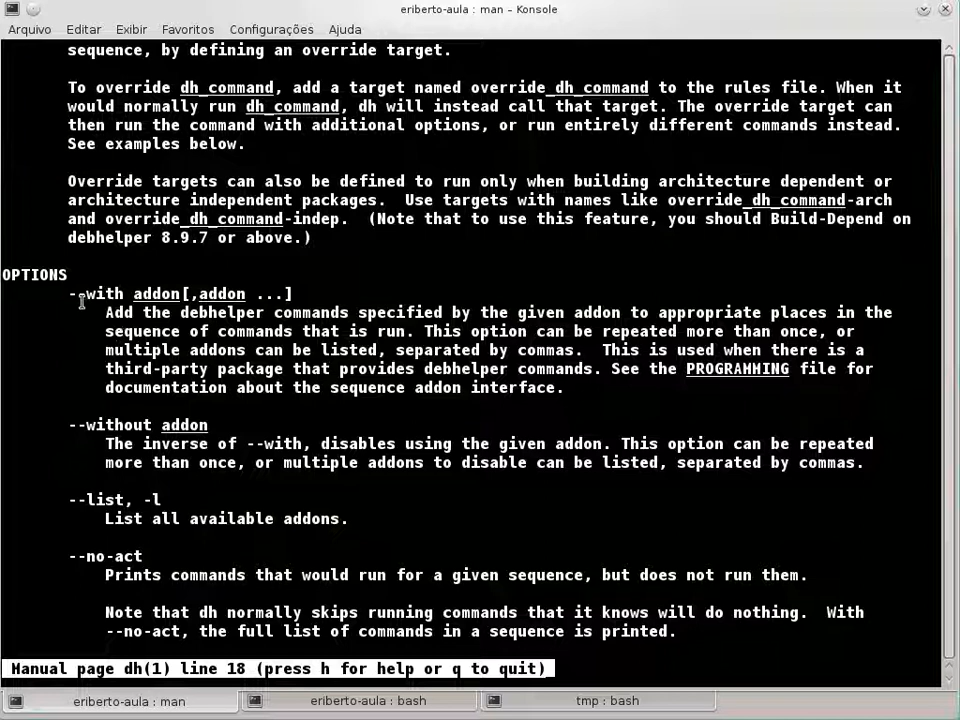 eriberto-aula : man – Konsole
Arquivo Editar Exibir Favoritos Configurações Ajuda
sequence, by defining an override target.
To override dh_command, add a target named override_dh_command to the rules file. When it
would normally run dh_command, dh will instead call that target. The override target can
then run the command with additional options, or run entirely different commands instead.
See examples below.
Override targets can also be defined to run only when building architecture dependent or
architecture independent packages.  Use targets with names like override_dh_command-arch
and override_dh_command-indep.  (Note that to use this feature, you should Build-Depend on
debhelper 8.9.7 or above.)
OPTIONS
--with addon[,addon ...]
Add the debhelper commands specified by the given addon to appropriate places in the
sequence of commands that is run. This option can be repeated more than once, or
multiple addons can be listed, separated by commas.  This is used when there is a
third-party package that provides debhelper commands. See the PROGRAMMING file for
documentation about the sequence addon interface.
--without addon
The inverse of --with, disables using the given addon. This option can be repeated
more than once, or multiple addons to disable can be listed, separated by commas.
--list, -l
List all available addons.
--no-act
Prints commands that would run for a given sequence, but does not run them.
Note that dh normally skips running commands that it knows will do nothing.  With
--no-act, the full list of commands in a sequence is printed.
Manual page dh(1) line 18 (press h for help or q to quit)
eriberto-aula : man eriberto-aula : bash tmp : bash